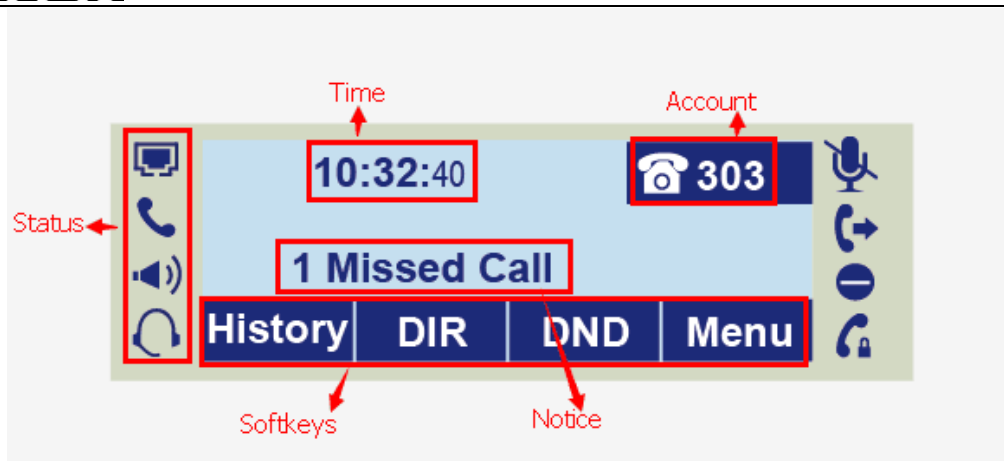 Time
Account
10:32:40
303
Status
1 Missed Call
History DIR DND Menu
Softkeys
Notice